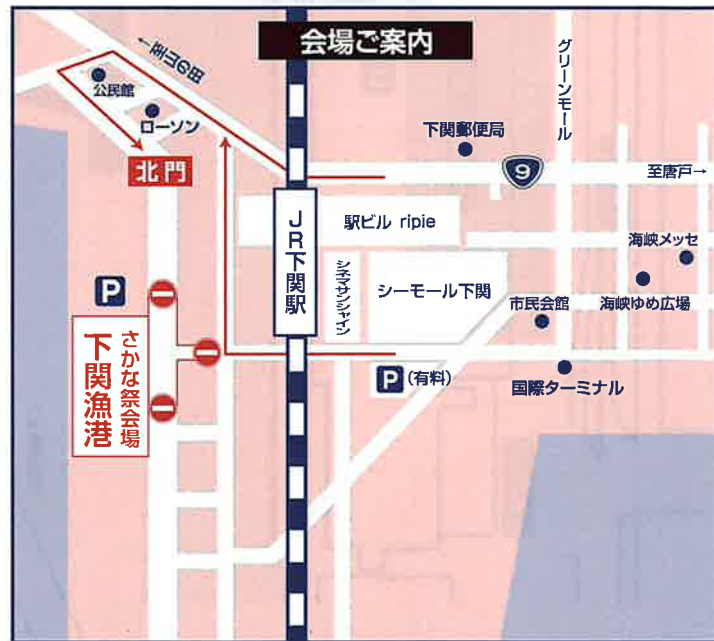 会場ご案内
←至山の田
グリーンモール
公民館
ローソン
下関郵便局
北門
9
至唐戸→
JR下関駅
駅ビル ripie
海峡メッセ
P
シネマサンシャイン
シーモール下関
市民会館
海峡ゆめ広場
さかな祭会場
下関漁港
P (有料)
国際ターミナル